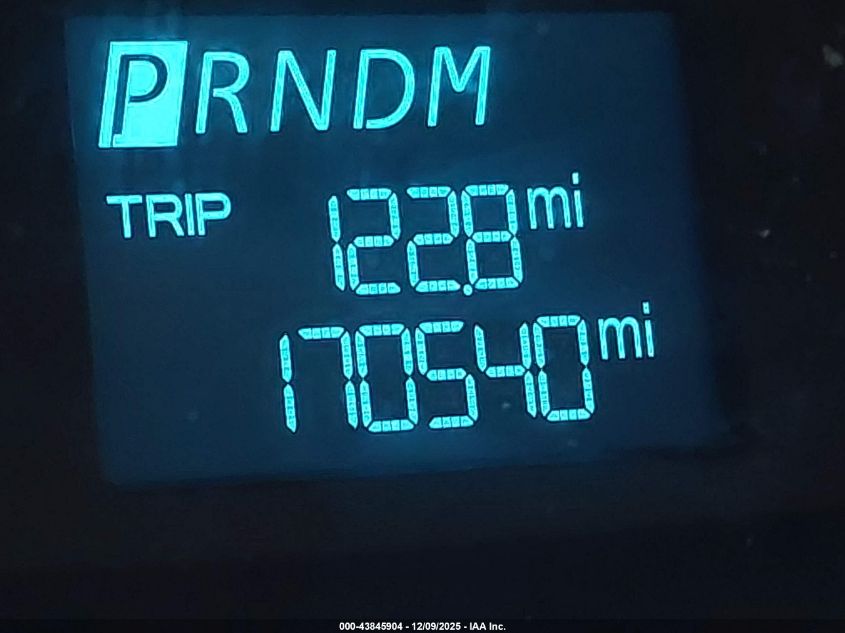 PRNDM
TRIP 122.8 mi
170540 mi
000-43845904 - 12/09/2025 - IAA Inc.